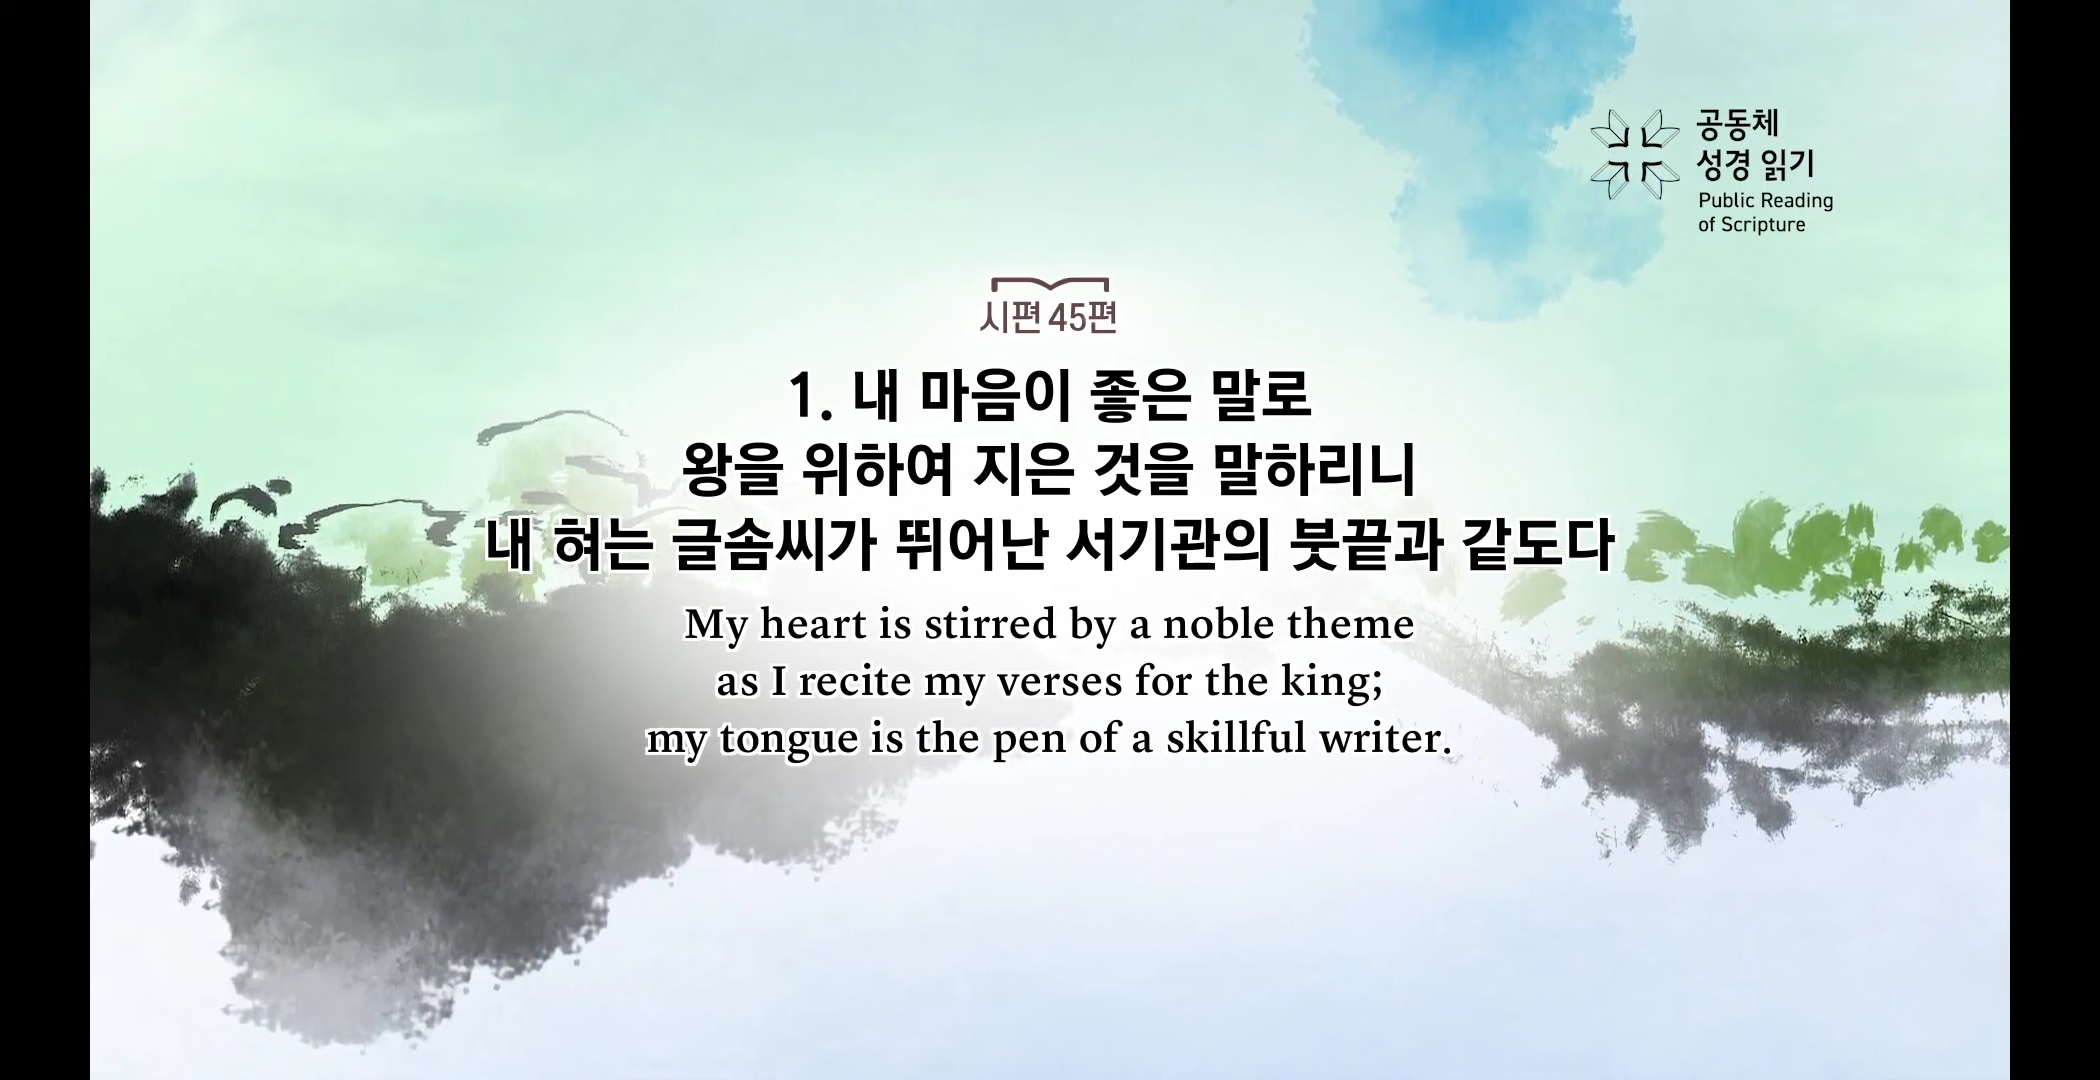 공동체
성경 읽기
Public Reading
of Scripture
시편 45편
1. 내 마음이 좋은 말로
왕을 위하여 지은 것을 말하리니
내 혀는 글솜씨가 뛰어난 서기관의 붓끝과 같도다
My heart is stirred by a noble theme
as I recite my verses for the king;
my tongue is the pen of a skillful writer.